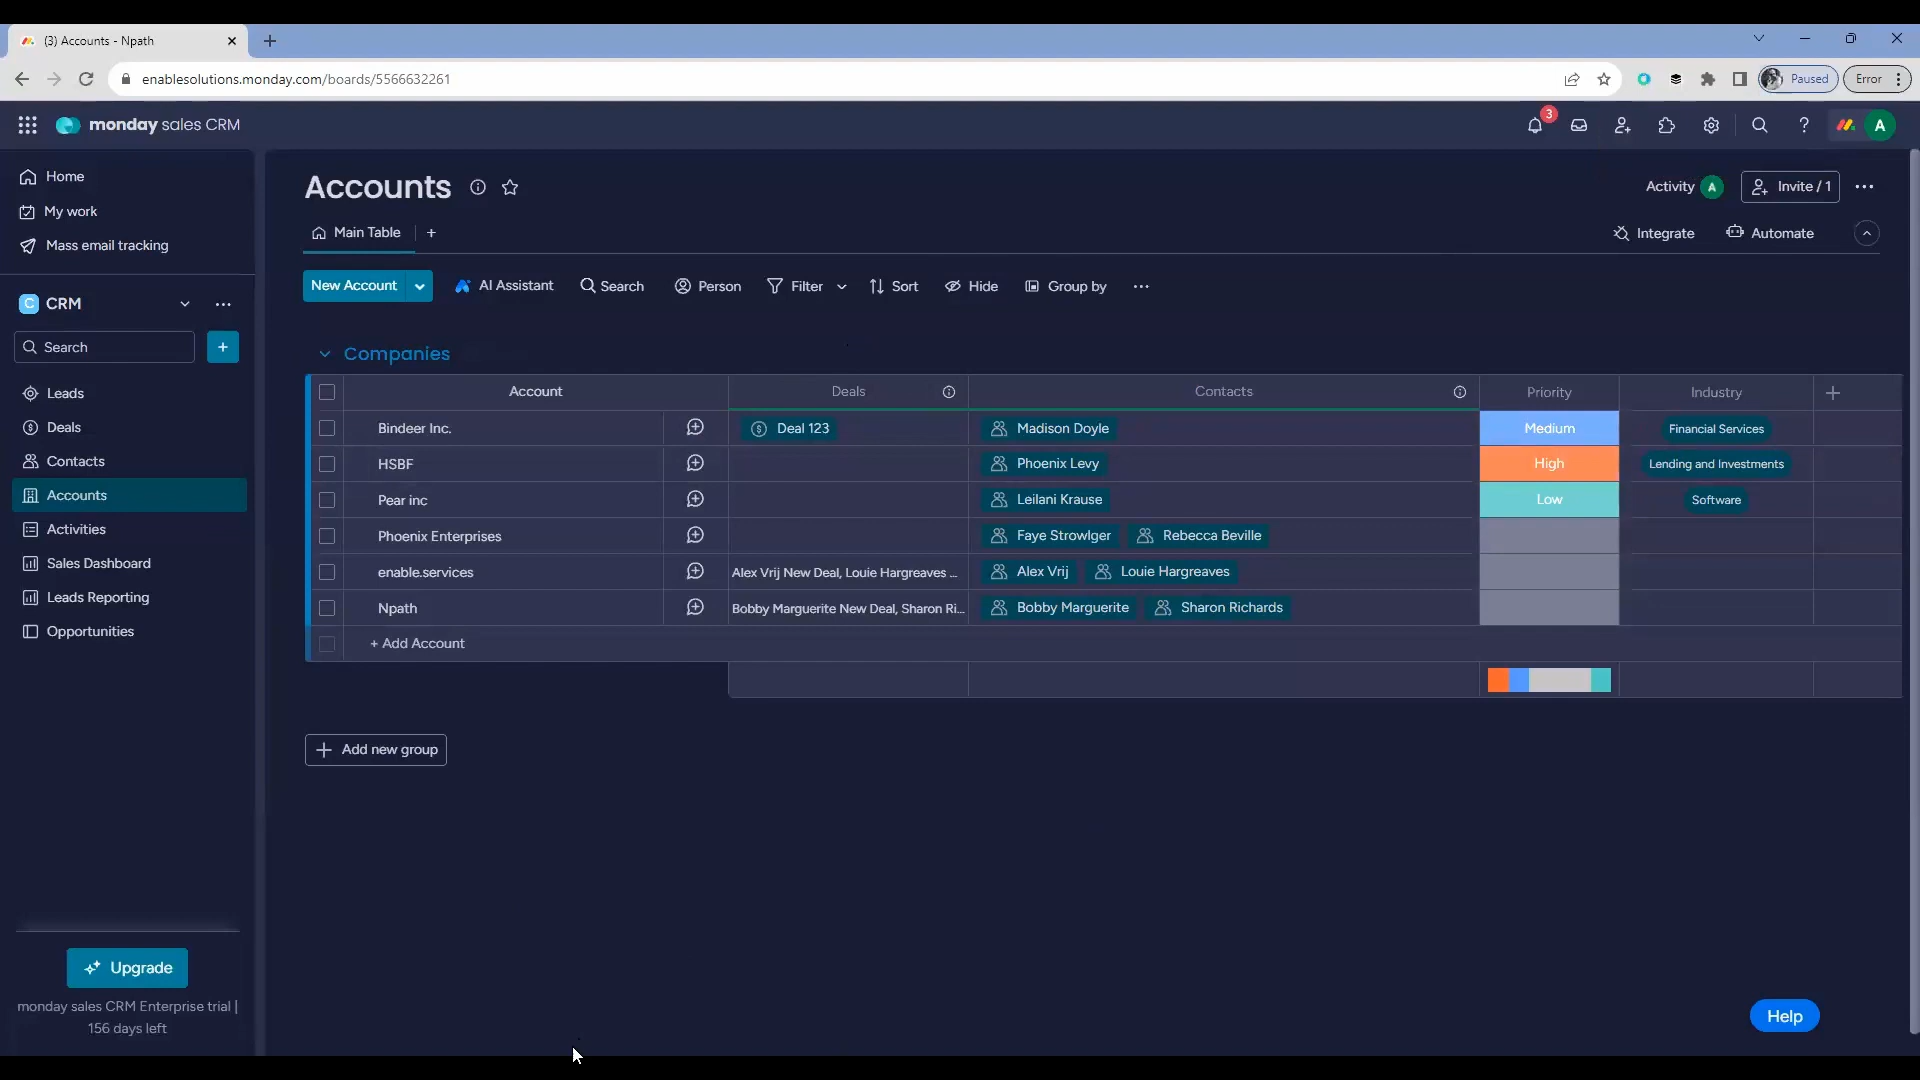 (3) Accounts - Npath
enablesolutions.monday.com/boards/5566632261
Paused
Error
monday sales CRM
3
A
Home
My work
Mass email tracking
C CRM
Search
Leads
Deals
Contacts
Accounts
Activities
Sales Dashboard
Leads Reporting
Opportunities
Upgrade
monday sales CRM Enterprise trial |
156 days left
Accounts
Activity A
Invite / 1
Main Table
Integrate
Automate
New Account
AI Assistant
Search
Person
Filter
Sort
Hide
Group by
Companies
Account Deals Contacts Priority Industry
Bindeer Inc. Deal 123 Madison Doyle Medium Financial Services
HSBF Phoenix Levy High Lending and Investments
Pear inc Leilani Krause Low Software
Phoenix Enterprises Faye Strowlger Rebecca Beville
enable.services Alex Vrij New Deal, Louie Hargreaves ... Alex Vrij Louie Hargreaves
Npath Bobby Marguerite New Deal, Sharon Ri... Bobby Marguerite Sharon Richards
+ Add Account
Add new group
Help